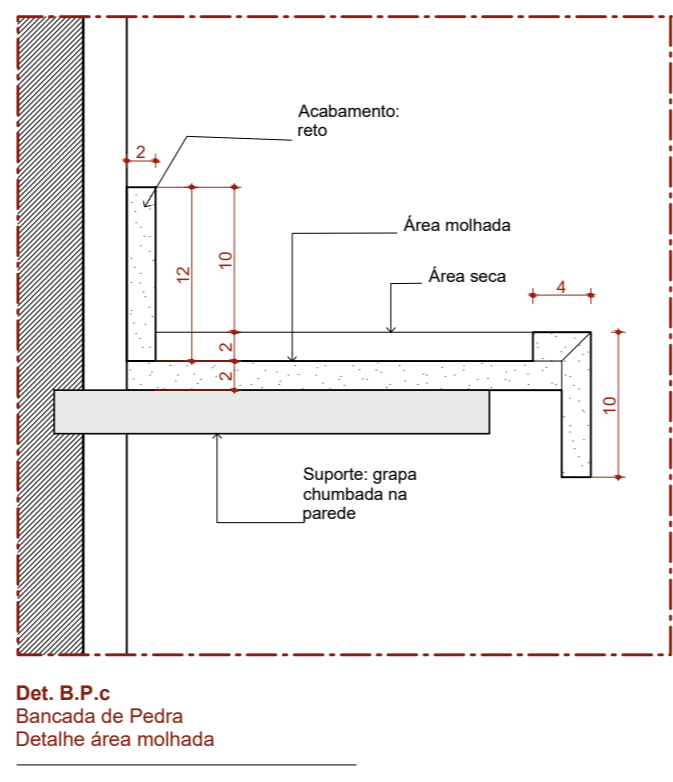 Acabamento:
reto
2
Área molhada
10
12
Área seca
4
2
2
10
Suporte: grapa
chumbada na
parede
Det. B.P.c
Bancada de Pedra
Detalhe área molhada